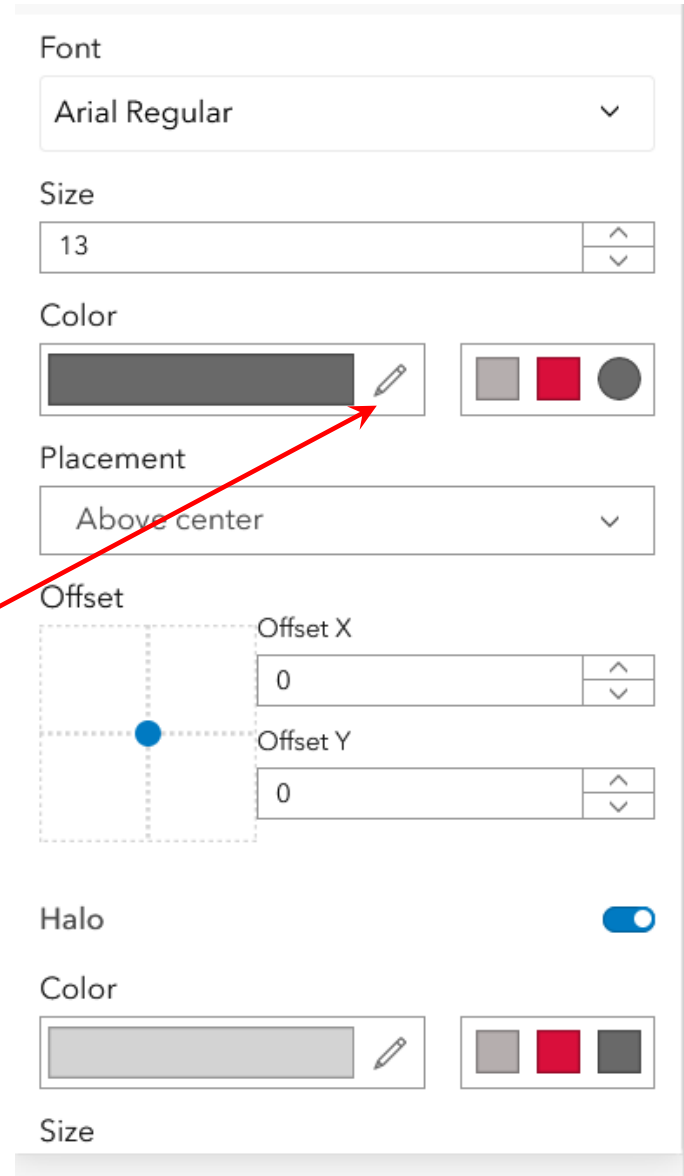 Font
Arial Regular
Size
13
Color
Placement
Above center
Offset
Offset X
0
Offset Y
0
Halo
Color
Size